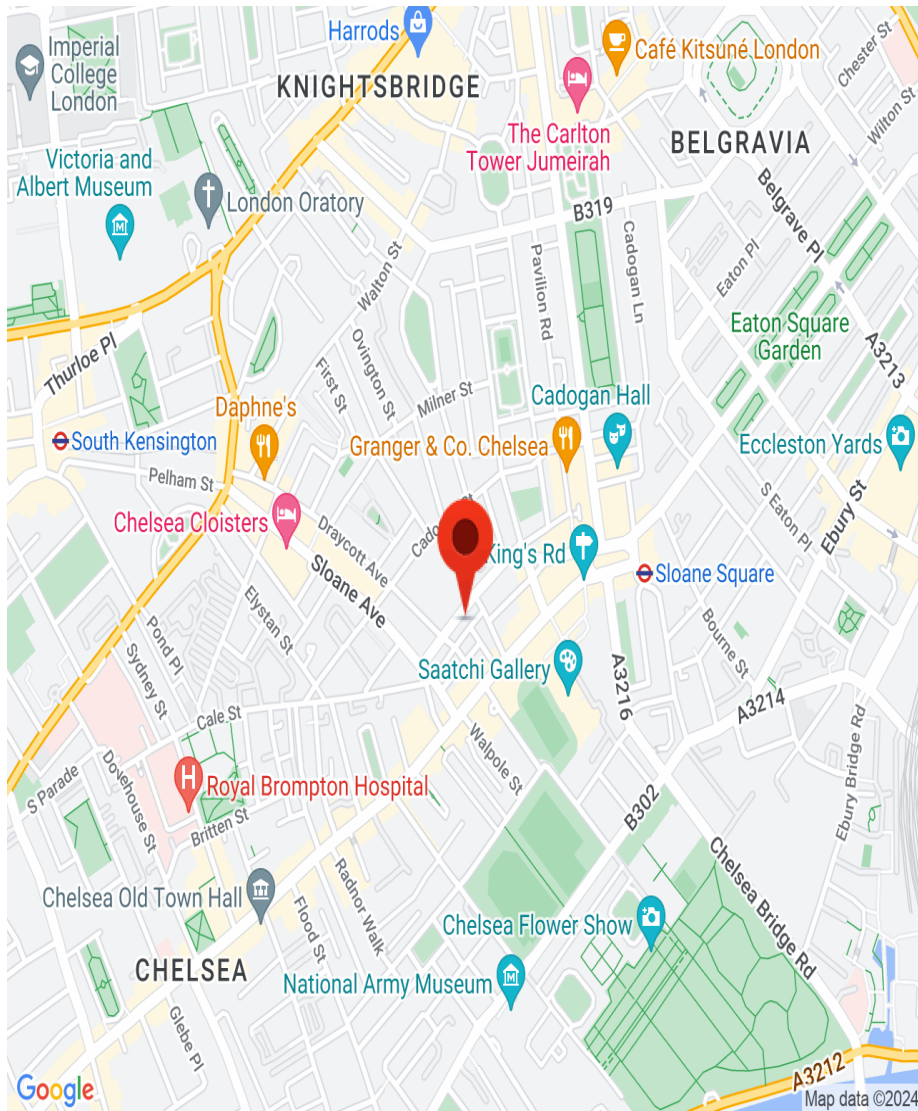 Harrods
Imperial
College
London
KNIGHTSBRIDGE
Café Kitsuné London
Chester St
Wilton St
The Carlton
Tower Jumeirah
BELGRAVIA
Victoria and
Albert Museum
London Oratory
B319
Belgrave Pl
Walton St
Pavilion Rd
Cadogan Ln
Eaton Pl
Eaton Square
Garden
A3213
Thurloe Pl
Ovington St
First St
Milner St
Cadogan Hall
Daphne's
South Kensington
Granger & Co. Chelsea
Eccleston Yards
Pelham St
S Eaton Pl
Ebury St
Chelsea Cloisters
Draycott Ave
King's Rd
Sloane Ave
Sloane Square
Elystan St
Bourne St
Pond Pl
Sydney St
Saatchi Gallery
A3216
A3214
Cale St
Walpole St
Ebury Bridge Rd
S Parade
Dovehouse St
Royal Brompton Hospital
B302
Britten St
Chelsea Bridge Rd
Chelsea Old Town Hall
Radnor Walk
Flood St
Chelsea Flower Show
CHELSEA
National Army Museum
Glebe Pl
A3212
Google
Map data ©2024